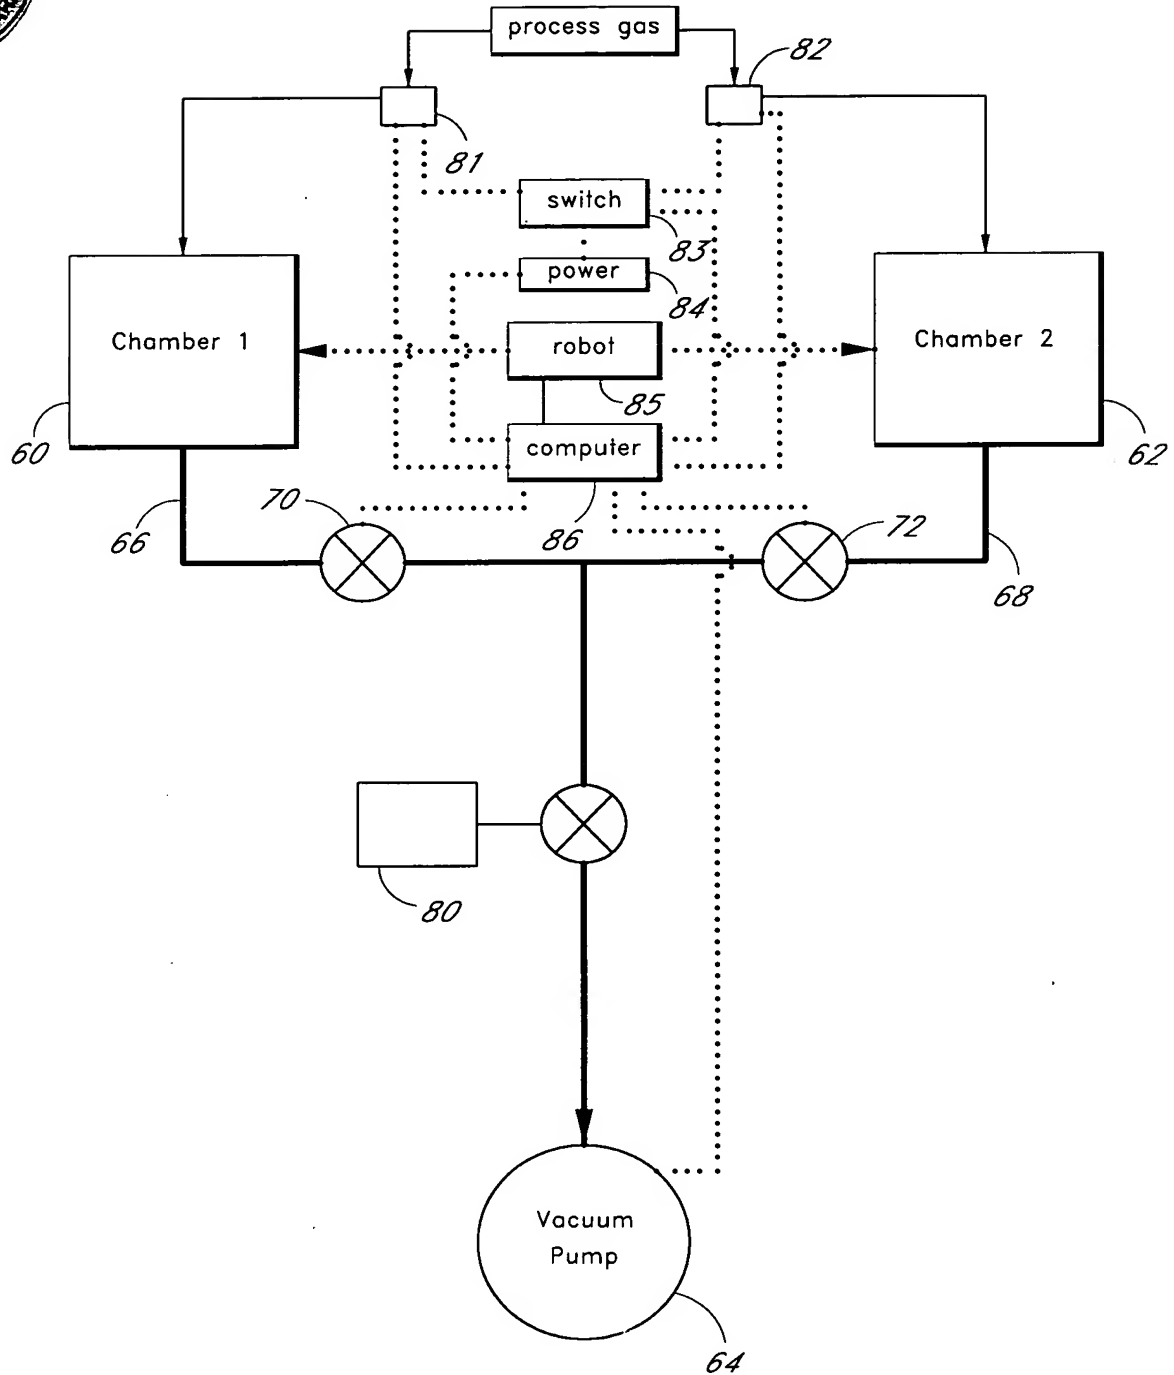 process gas
82
81
switch
83
power
84
Chamber 1
robot
Chamber 2
85
60
computer
62
70
72
66
86
68
80
Vacuum
Pump
64